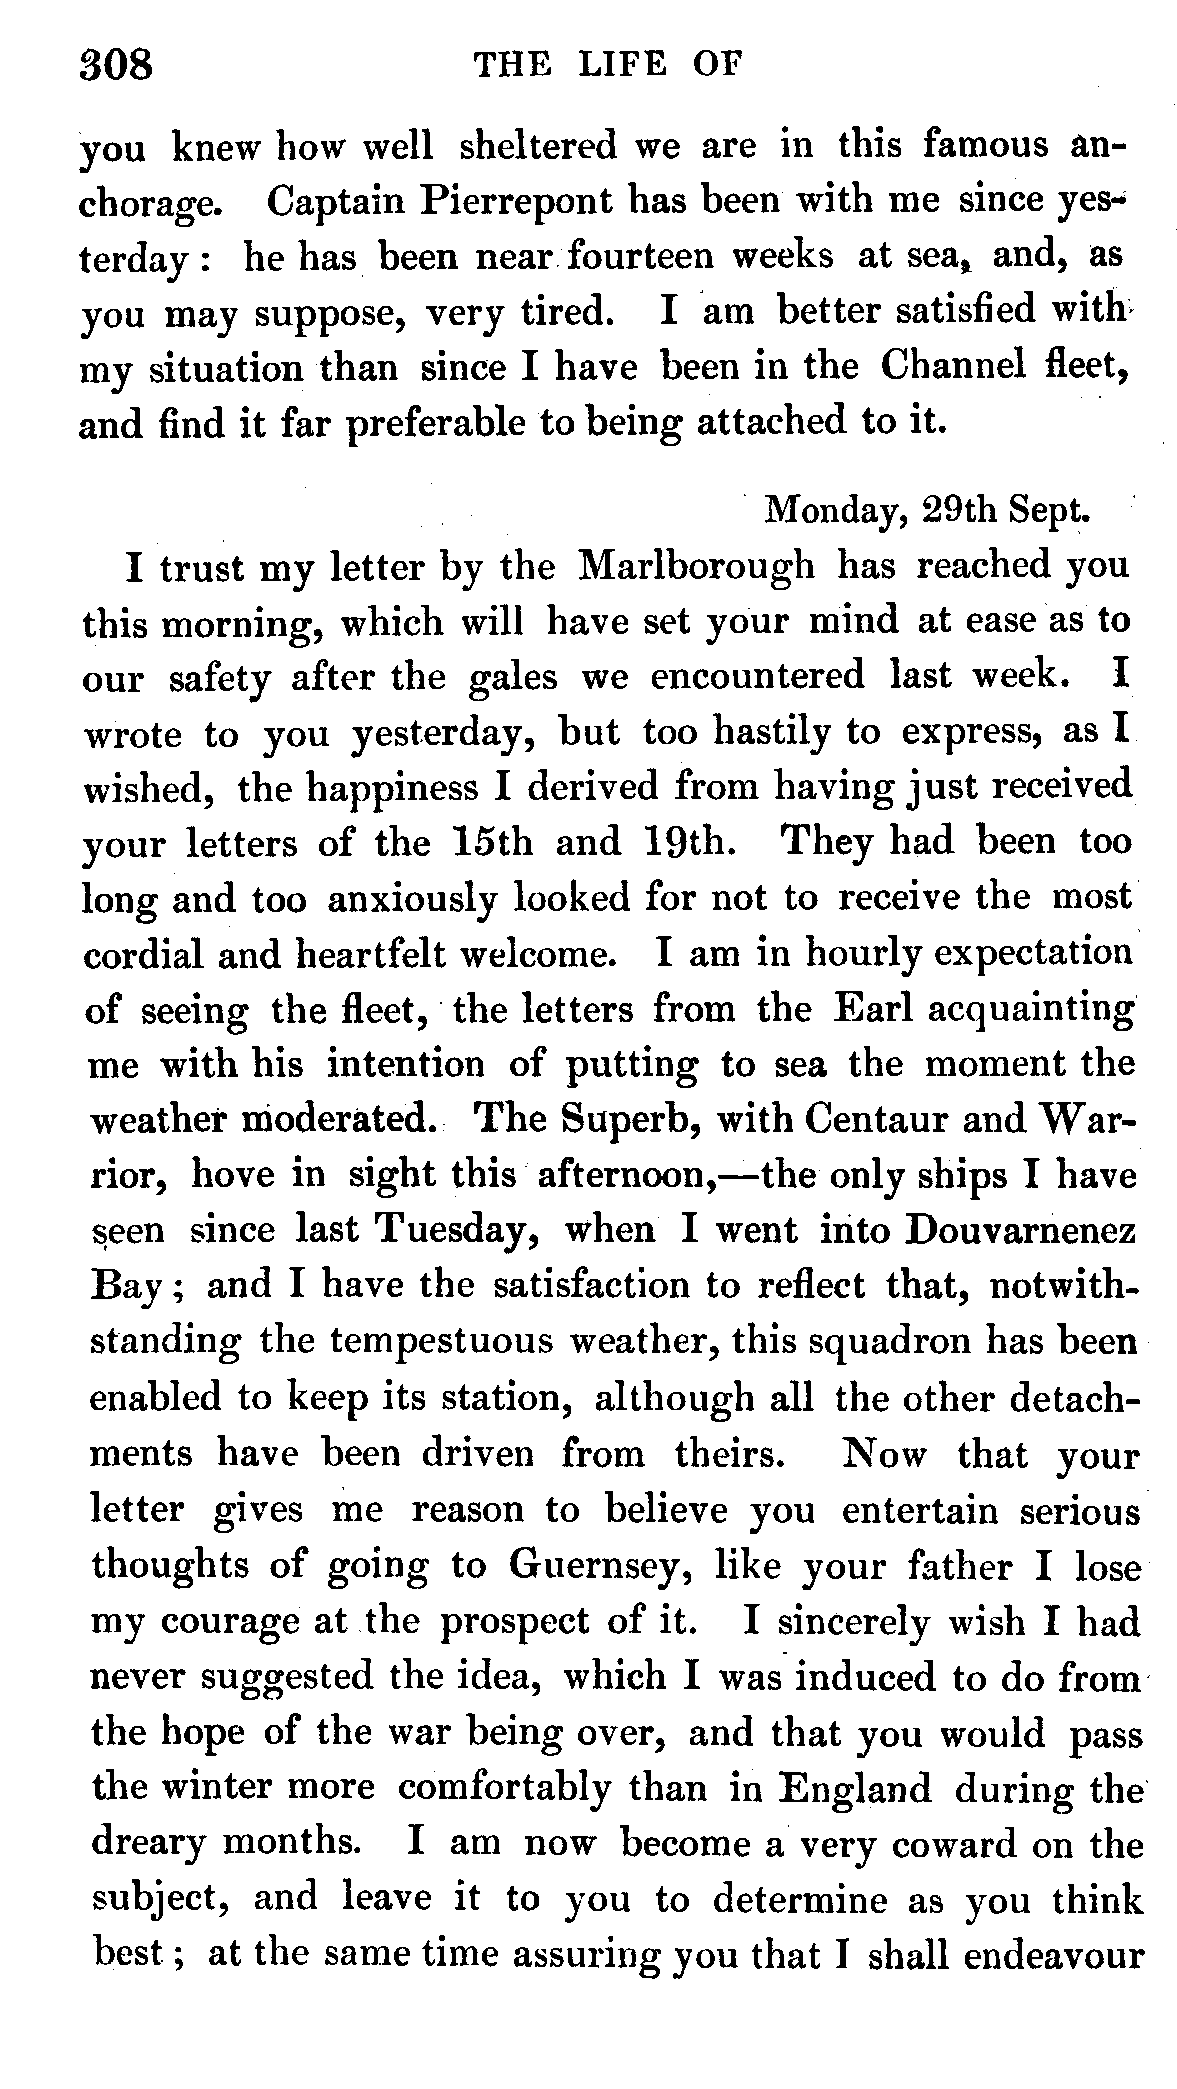 308 THE LIFE OF
you knew how well sheltered we are in this famous an-
chorage. Captain Pierrepont has been with me since yes-
terday : he has been near fourteen weeks at sea, and, as
you may suppose, very tired. I am better satisfied with
my situation than since I have been in the Channel fleet,
and find it far preferable to being attached to it.
Monday, 29th Sept.
I trust my letter by the Marlborough has reached you
this morning, which will have set your mind at ease as to
our safety after the gales we encountered last week. I
wrote to you yesterday, but too hastily to express, as I
wished, the happiness I derived from having just received
your letters of the 15th and 19th. They had been too
long and too anxiously looked for not to receive the most
cordial and heartfelt welcome. I am in hourly expectation
of seeing the fleet, the letters from the Earl acquainting
me with his intention of putting to sea the moment the
weather moderated. The Superb, with Centaur and War-
rior, hove in sight this afternoon,—the only ships I have
seen since last Tuesday, when I went into Douvarnenez
Bay ; and I have the satisfaction to reflect that, notwith-
standing the tempestuous weather, this squadron has been
enabled to keep its station, although all the other detach-
ments have been driven from theirs. Now that your
letter gives me reason to believe you entertain serious
thoughts of going to Guernsey, like your father I lose
my courage at the prospect of it. I sincerely wish I had
never suggested the idea, which I was induced to do from
the hope of the war being over, and that you would pass
the winter more comfortably than in England during the
dreary months. I am now become a very coward on the
subject, and leave it to you to determine as you think
best ; at the same time assuring you that I shall endeavour